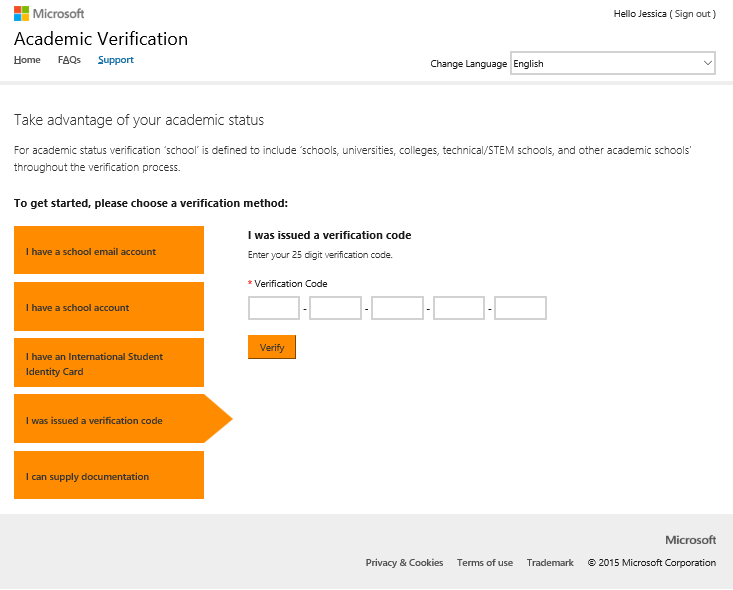 Microsoft
Hello Jessica ( Sign out )
Academic Verification
Home FAQs Support
Change Language English
Take advantage of your academic status
For academic status verification 'school' is defined to include 'schools, universities, colleges, technical/STEM schools, and other academic schools'
throughout the verification process.
To get started, please choose a verification method:
I have a school email account
I have a school account
I have an International Student
Identity Card
I was issued a verification code
I can supply documentation
I was issued a verification code
Enter your 25 digit verification code.
* Verification Code
- - - -
Verify
Microsoft
Privacy & Cookies Terms of use Trademark © 2015 Microsoft Corporation